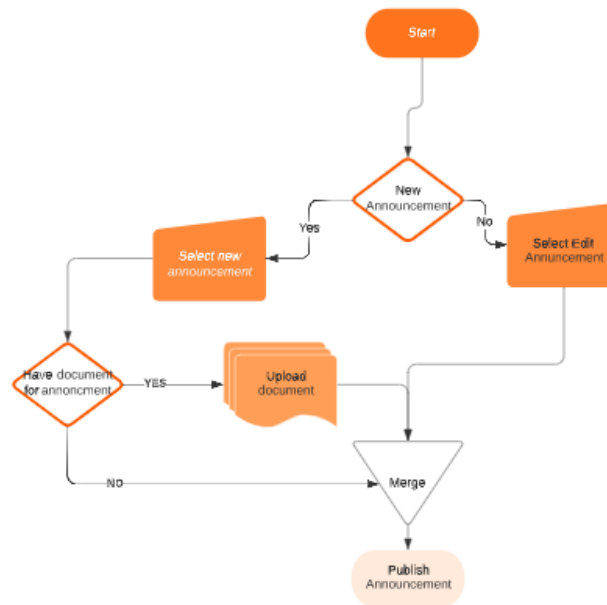 Start
New
Announcement
Yes
No
Select new
announcement
Select Edit
Annuncement
Have document
for annoncment
YES
Upload
document
NO
Merge
Publish
Announcement